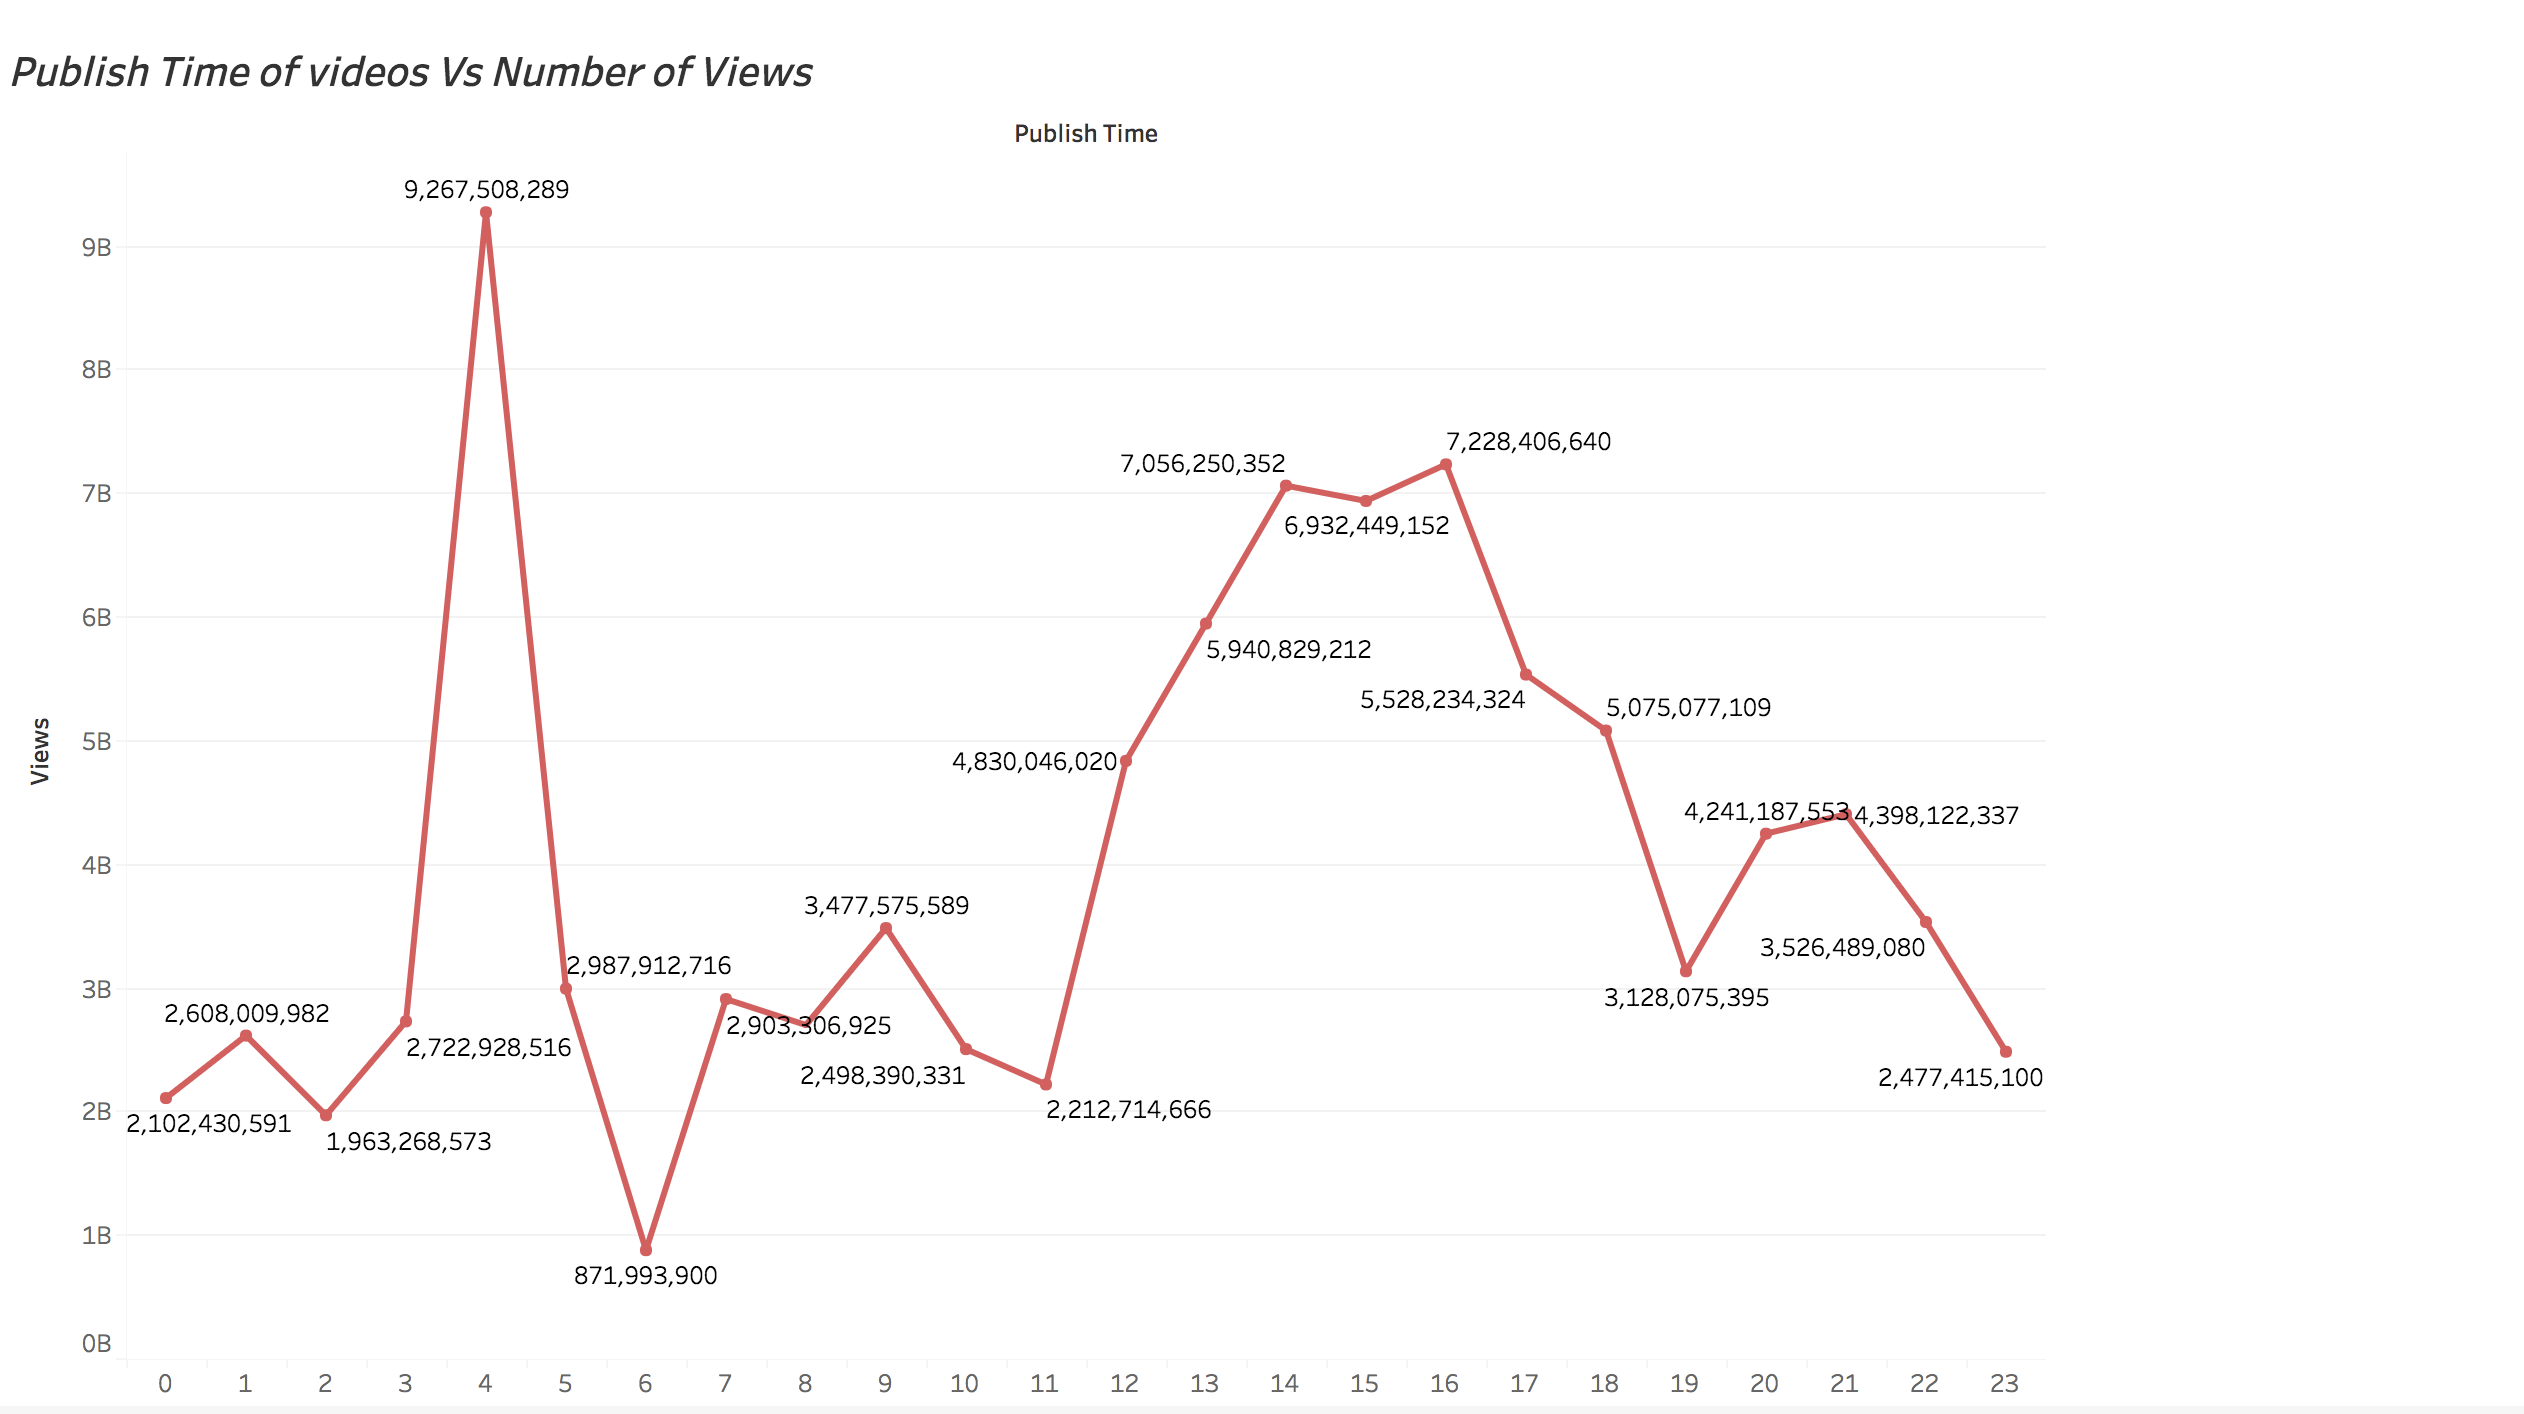 Publish Time of videos Vs Number of Views
Publish Time
9,267,508,289
9B
8B
7,228,406,640
7,056,250,352
7B
6,932,449,152
6B
5,940,829,212
5,528,234,324
5,075,077,109
Views
5B
4,830,046,020
4,241,187,553
4,398,122,337
4B
3,477,575,589
3,526,489,080
2,987,912,716
3B
3,128,075,395
2,608,009,982
2,903,306,925
2,722,928,516
2,498,390,331
2,477,415,100
2B
2,212,714,666
2,102,430,591
1,963,268,573
1B
871,993,900
0B
0 1 2 3 4 5 6 7 8 9 10 11 12 13 14 15 16 17 18 19 20 21 22 23